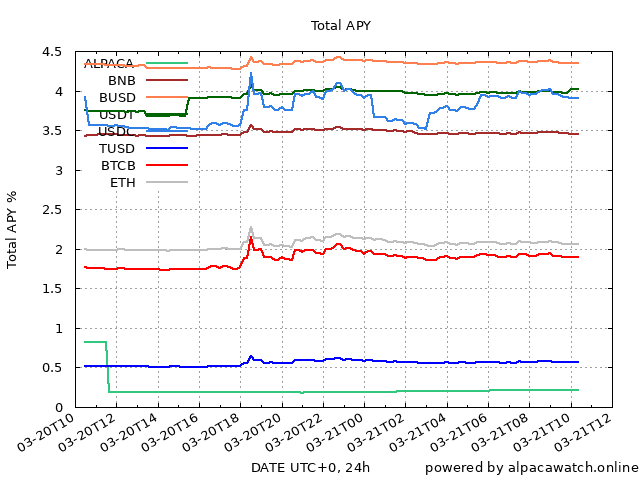 Total APY
Total APY %
4.5
4
3.5
3
2.5
2
1.5
1
0.5
0
ALPACA
BNB
BUSD
USDT
USDC
TUSD
BTCB
ETH
03-20T10
03-20T12
03-20T14
03-20T16
03-20T18
03-20T20
03-20T22
03-21T00
03-21T02
03-21T04
03-21T06
03-21T08
03-21T10
03-21T12
DATE UTC+0, 24h
powered by alpacawatch.online